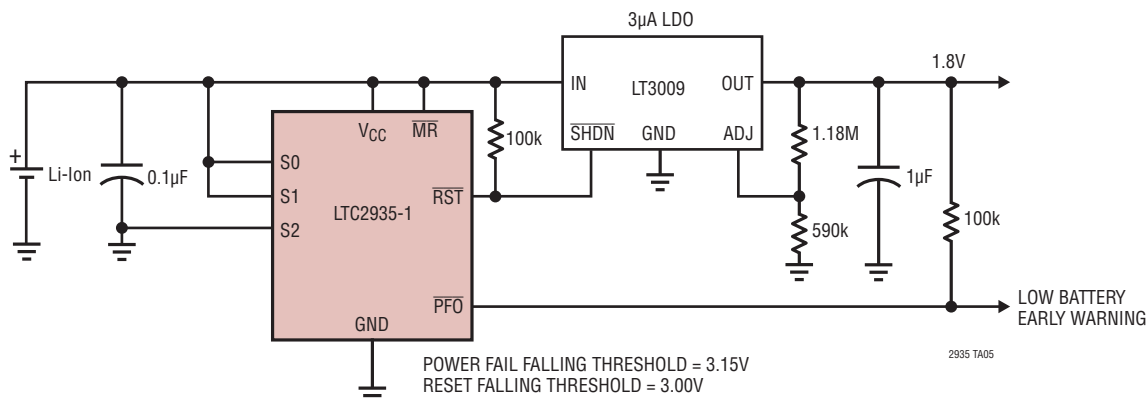 3µA LDO
1.8V
IN
LT3009
OUT
SHDN
GND
ADJ
VCC
MR
100k
1.18M
+
Li-Ion
0.1µF
S0
S1
S2
LTC2935-1
RST
1µF
590k
100k
PFO
GND
LOW BATTERY
EARLY WARNING
POWER FAIL FALLING THRESHOLD = 3.15V
RESET FALLING THRESHOLD = 3.00V
2935 TA05